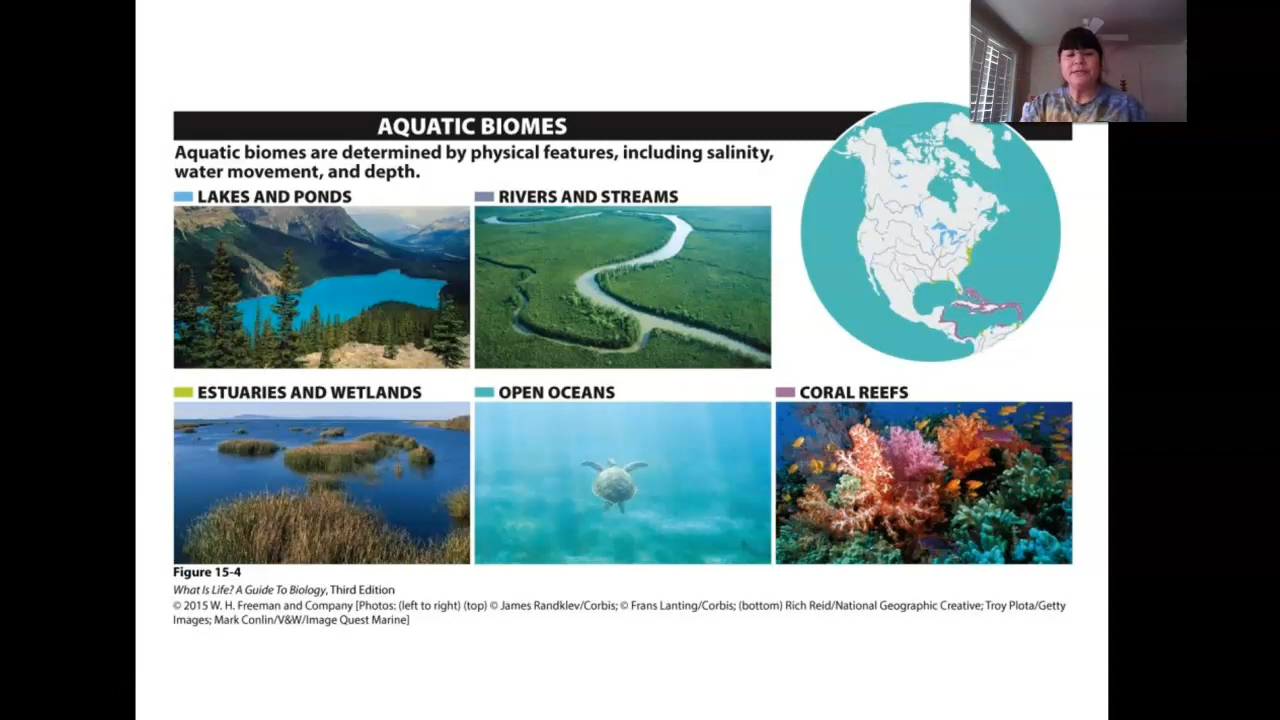 AQUATIC BIOMES
Aquatic biomes are determined by physical features, including salinity,
water movement, and depth.
LAKES AND PONDS
RIVERS AND STREAMS
ESTUARIES AND WETLANDS
OPEN OCEANS
CORAL REEFS
Figure 15-4
What Is Life? A Guide To Biology, Third Edition
© 2015 W. H. Freeman and Company [Photos: (left to right) (top) © James Randklev/Corbis; © Frans Lanting/Corbis; (bottom) Rich Reid/National Geographic Creative; Troy Plota/Getty
Images; Mark Conlin/V&W/Image Quest Marine]